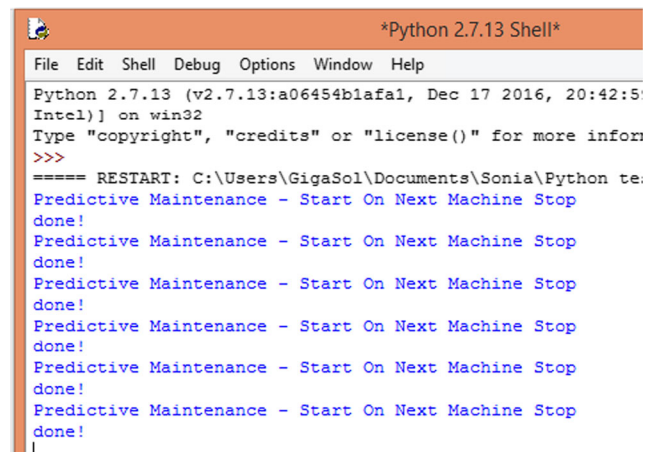 *Python 2.7.13 Shell*
File Edit Shell Debug Options Window Help
Python 2.7.13 (v2.7.13:a06454b1afa1, Dec 17 2016, 20:42:5
Intel)] on win32
Type "copyright", "credits" or "license()" for more infor
>>>
===== RESTART: C:\Users\GigaSol\Documents\Sonia\Python te
Predictive Maintenance - Start On Next Machine Stop
done!
Predictive Maintenance - Start On Next Machine Stop
done!
Predictive Maintenance - Start On Next Machine Stop
done!
Predictive Maintenance - Start On Next Machine Stop
done!
Predictive Maintenance - Start On Next Machine Stop
done!
Predictive Maintenance - Start On Next Machine Stop
done!